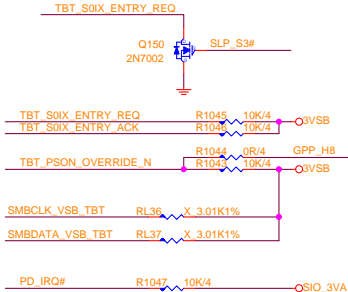 TBT_S0IX_ENTRY_REQ
Q150 SLP_S3#
2N7002
TBT_S0IX_ENTRY_REQ R1045 10K/4 3VSB
TBT_S0IX_ENTRY_ACK R1046 10K/4
R1044 0R/4 GPP_H8
TBT_PSON_OVERRIDE_N R1043 10K/4 3VSB
SMBCLK_VSB_TBT RL36 X_3.01K1%
SMBDATA_VSB_TBT RL37 X_3.01K1%
PD_IRQ# R1047 10K/4 SIO_3VA